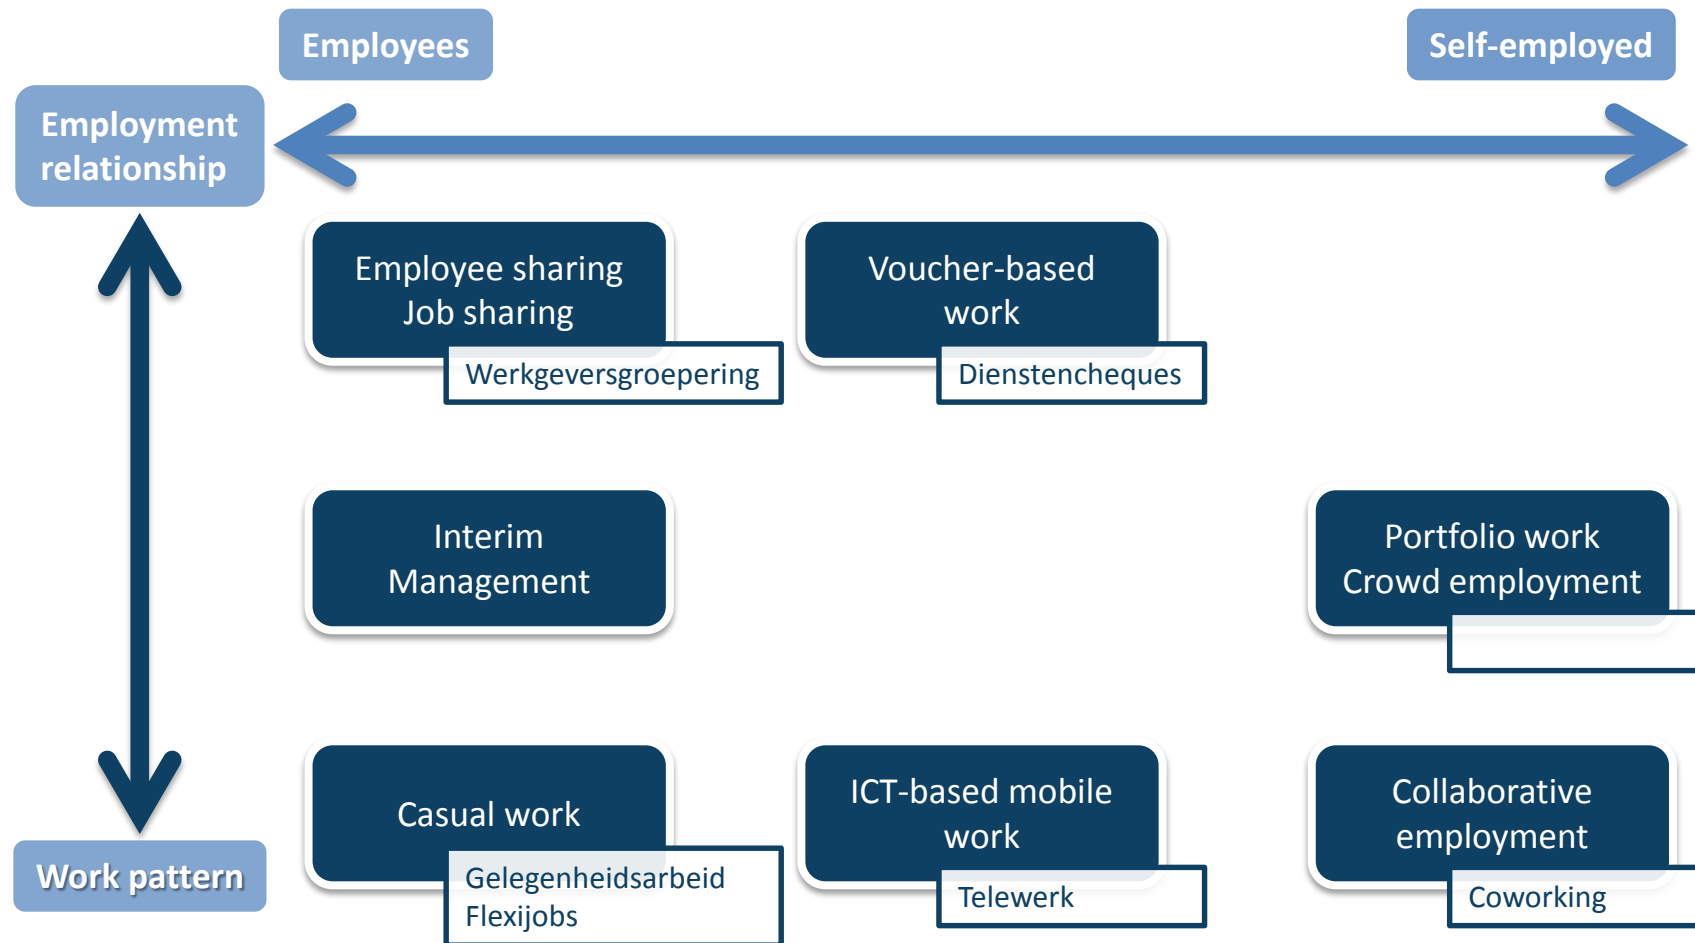 Employees
Self-employed
Employment
relationship
Employee sharing
Job sharing
Werkgeversgroepering
Voucher-based
work
Dienstencheques
Interim
Management
Portfolio work
Crowd employment
Casual work
Gelegenheidsarbeid
Flexijobs
ICT-based mobile
work
Telewerk
Collaborative
employment
Coworking
Work pattern